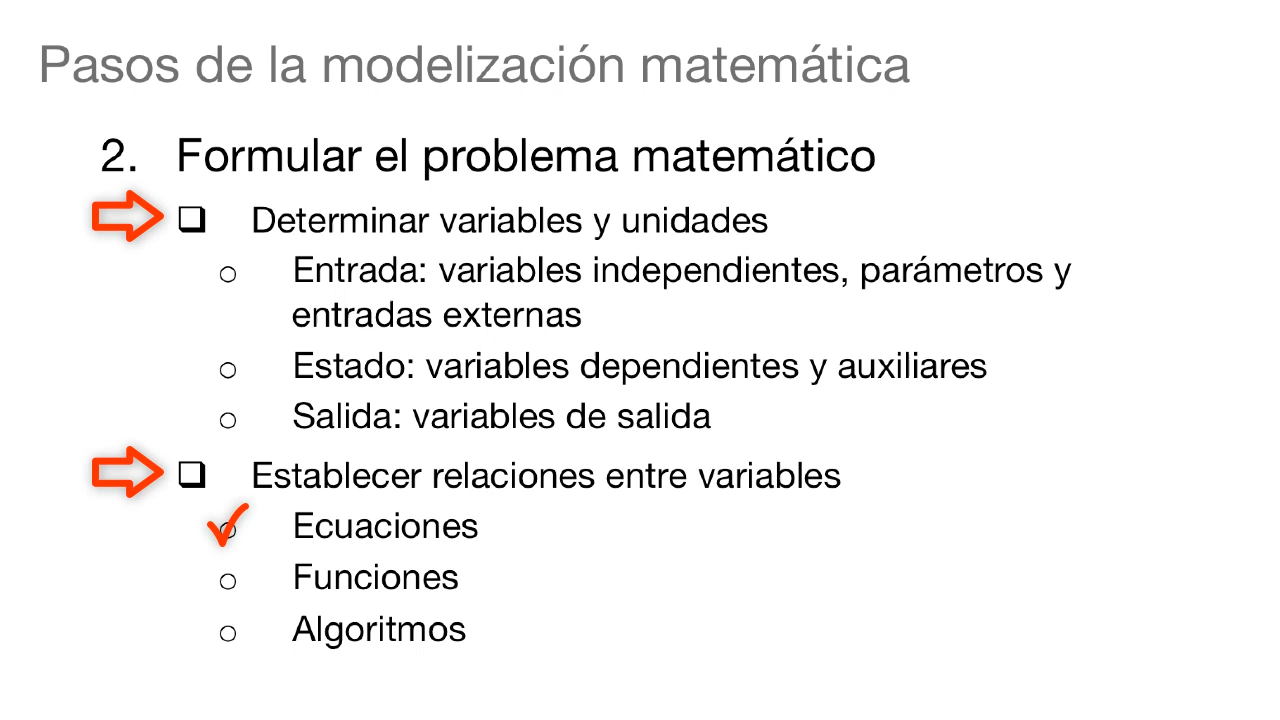 Pasos de la modelización matemática
2. Formular el problema matemático
❑ Determinar variables y unidades
○ Entrada: variables independientes, parámetros y
entradas externas
○ Estado: variables dependientes y auxiliares
○ Salida: variables de salida
❑ Establecer relaciones entre variables
○ Ecuaciones
○ Funciones
○ Algoritmos